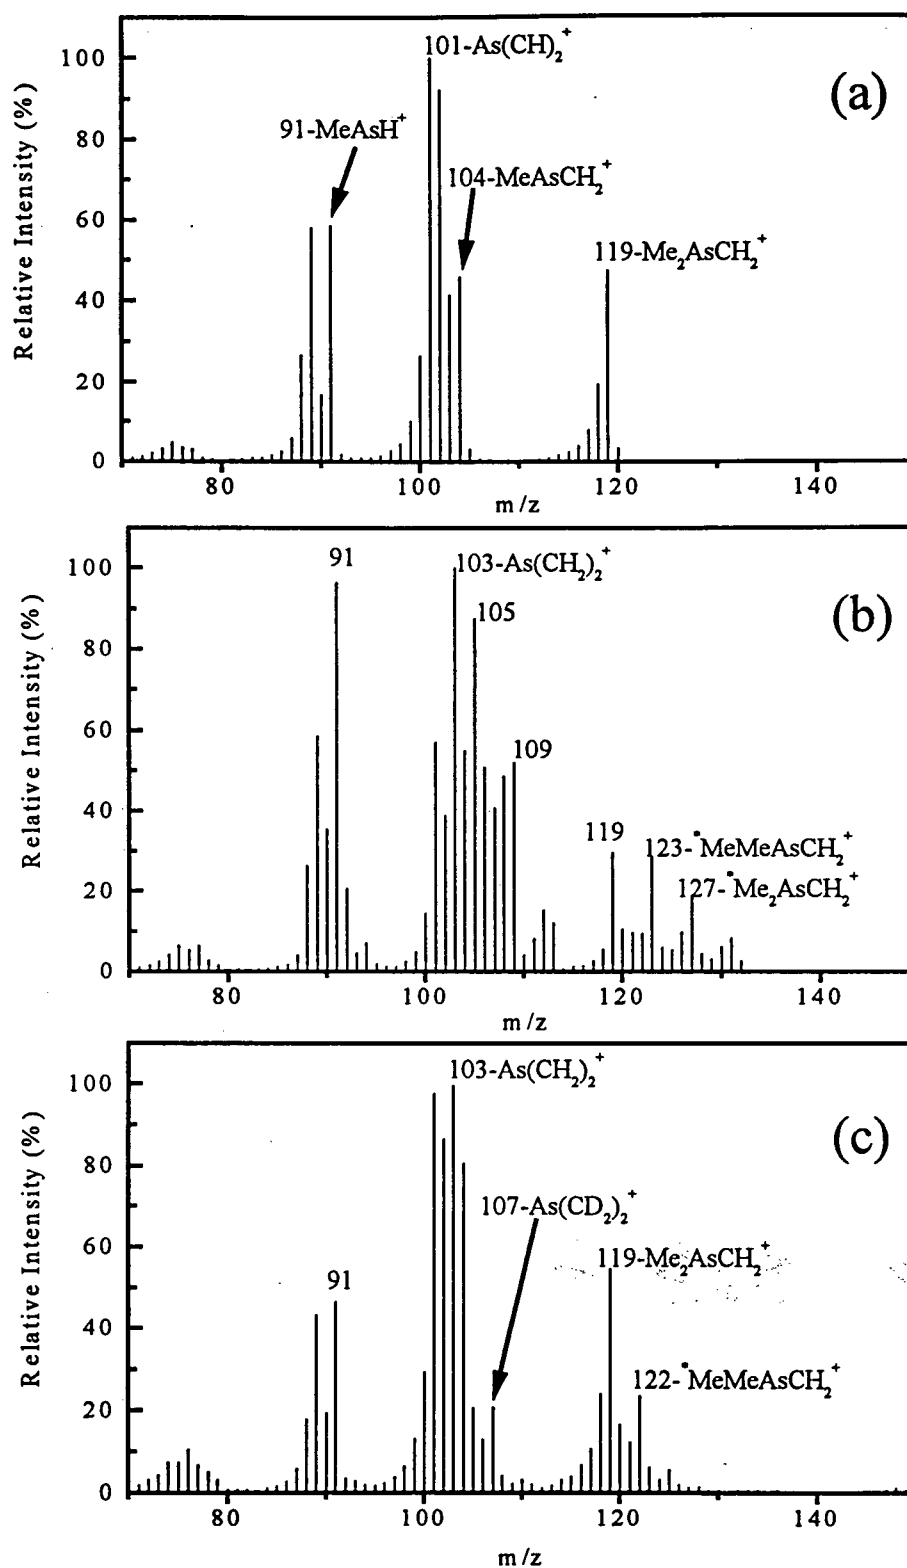 Relative Intensity (%)
100
80
60
40
20
0
80
100
120
140
m/z
(a)
101-As(CH)₂⁺
91-MeAsH⁺
104-MeAsCH₂⁺
119-Me₂AsCH₂⁺
Relative Intensity (%)
100
80
60
40
20
0
80
100
120
140
m/z
(b)
91
103-As(CH₂)₂⁺
105
109
119
123-*MeMeAsCH₂⁺
127-*Me₂AsCH₂⁺
Relative Intensity (%)
100
80
60
40
20
0
80
100
120
140
m/z
(c)
103-As(CH₂)₂⁺
107-As(CD₂)₂⁺
91
119-Me₂AsCH₂⁺
122-*MeMeAsCH₂⁺